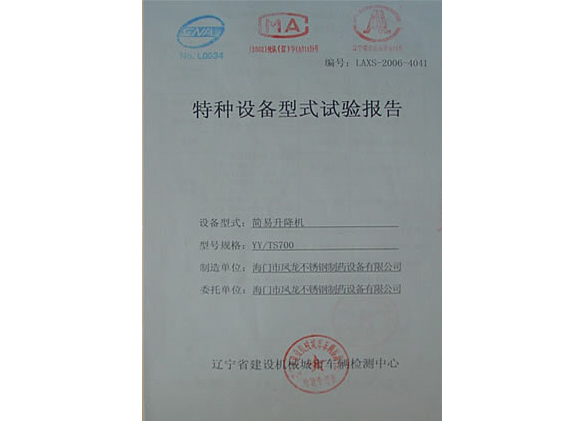 CNAL
MA
No. L0034
编号：LAXS-2006-4041
特种设备型式试验报告
设备型式：简易升降机
型号规格：YY/TS700
制造单位：海门市凤龙不锈钢制药设备有限公司
委托单位：海门市凤龙不锈钢制药设备有限公司
辽宁省建设机械城市车辆检测中心